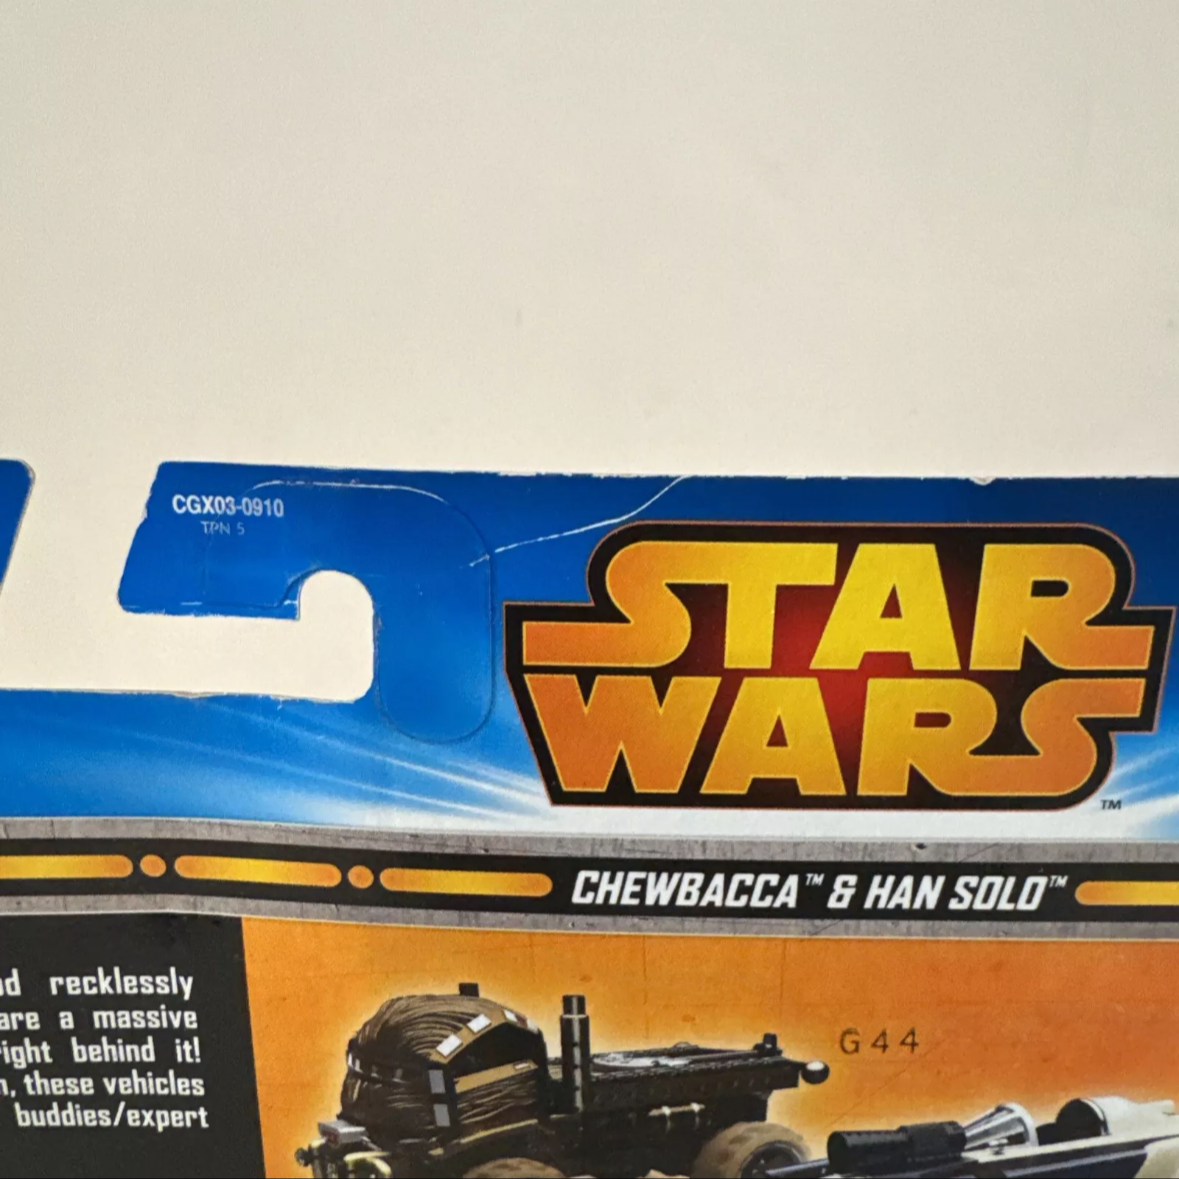 CGX03-0910
TPN 5
STAR
WARS
TM
CHEWBACCA™ & HAN SOLO™
recklessly
are a massive
right behind it!
these vehicles
buddies/expert
G44